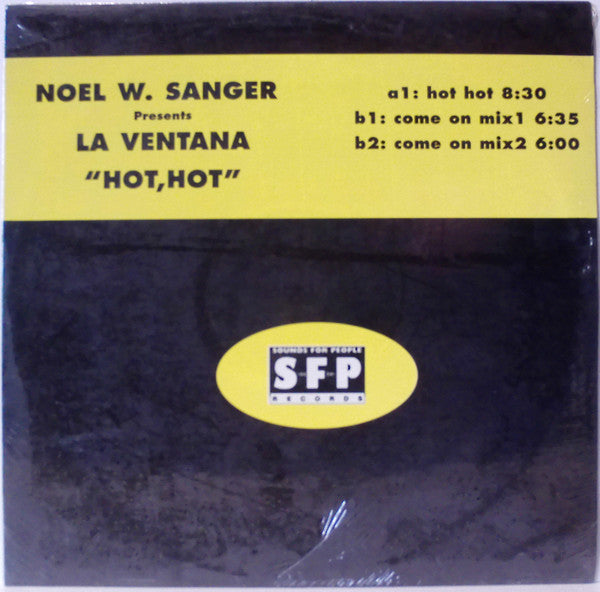 NOEL W. SANGER
Presents
LA VENTANA
"HOT,HOT"
a1: hot hot 8:30
b1: come on mix1 6:35
b2: come on mix2 6:00
SOUNDS FOR PEOPLE
S F P
RECORDS